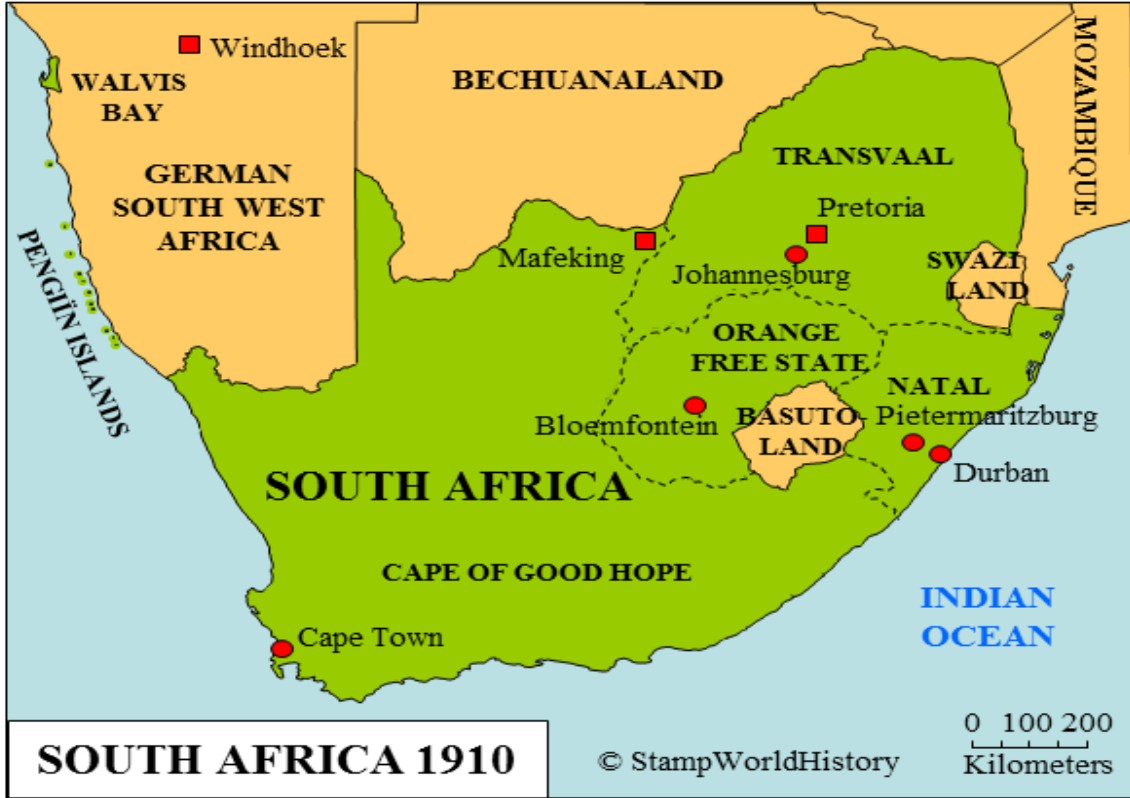 Windhoek
WALVIS
BAY
BECHUANALAND
MOZAMBIQUE
GERMAN
SOUTH WEST
AFRICA
TRANSVAAL
Pretoria
Mafeking
Johannesburg
SWAZI
LAND
PENGÏÏN ISLANDS
ORANGE
FREE STATE
NATAL
Bloemfontein
BASUTO-
LAND
Pietermaritzburg
Durban
SOUTH AFRICA
CAPE OF GOOD HOPE
INDIAN
OCEAN
Cape Town
SOUTH AFRICA 1910
© StampWorldHistory
0 100 200
Kilometers